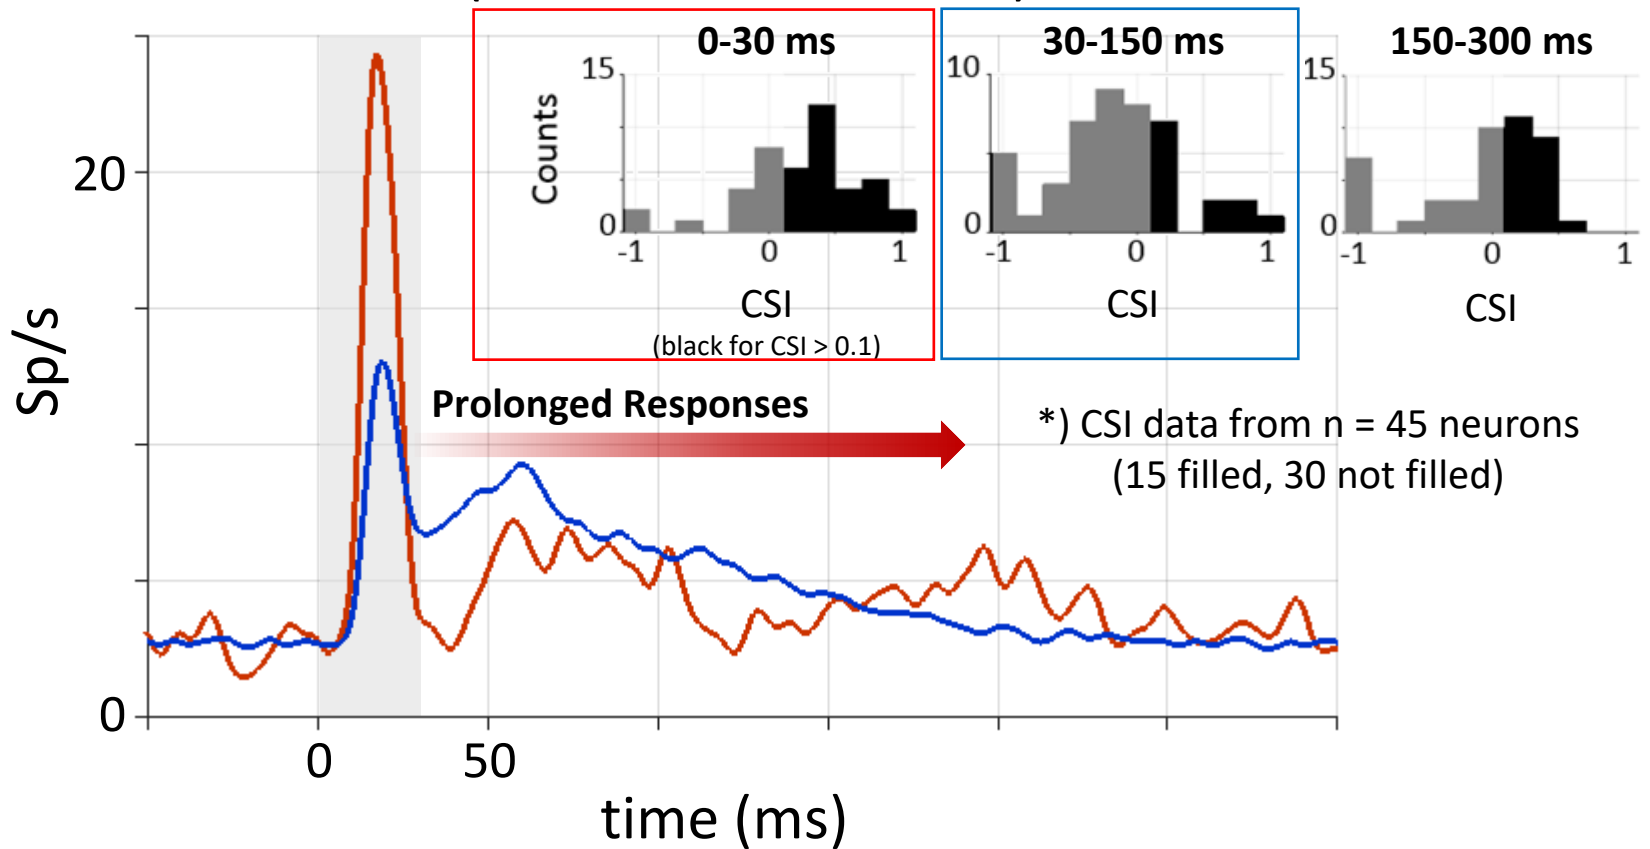 0-30 ms
30-150 ms
150-300 ms
15
10
15
Counts
0
0
0
-1
0
1
-1
0
1
-1
0
1
CSI
CSI
CSI
(black for CSI > 0.1)
20
Sp/s
Prolonged Responses
*) CSI data from n = 45 neurons
(15 filled, 30 not filled)
0
0
50
time (ms)